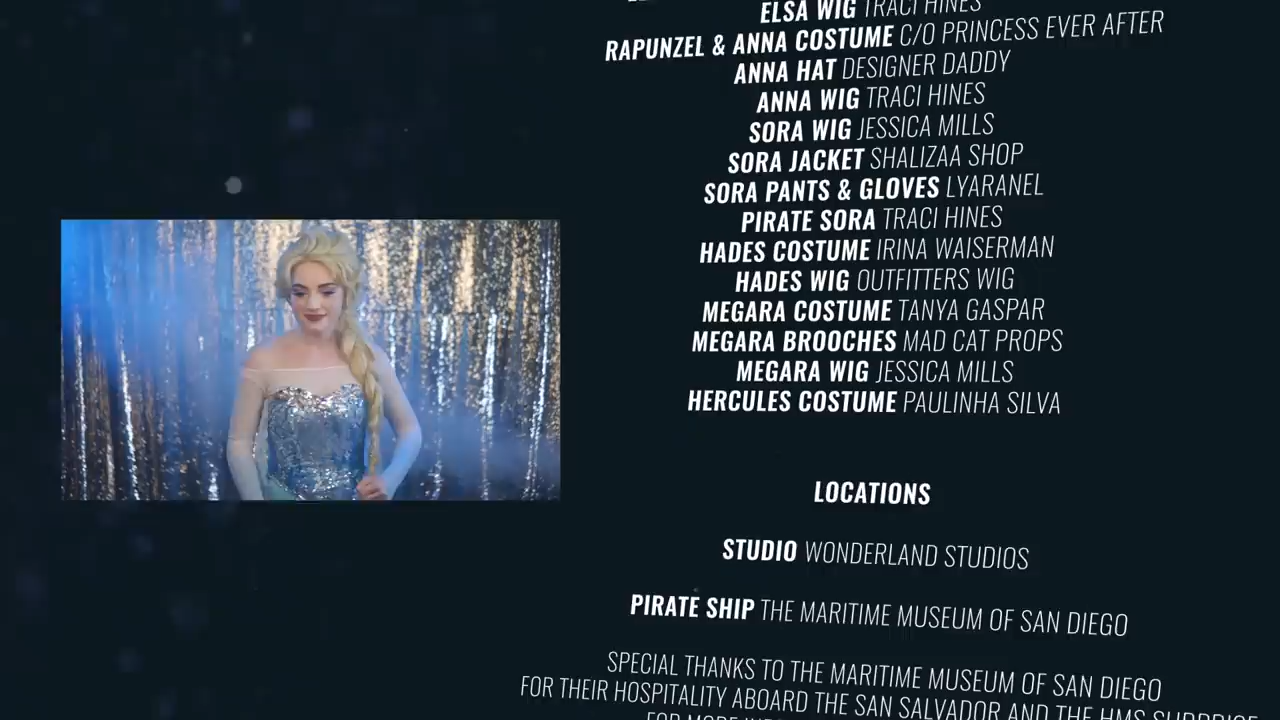 ELSA WIG TRACI HINES
RAPUNZEL & ANNA COSTUME C/O PRINCESS EVER AFTER
ANNA HAT DESIGNER DADDY
ANNA WIG TRACI HINES
SORA WIG JESSICA MILLS
SORA JACKET SHALIZAA SHOP
SORA PANTS & GLOVES LYARANEL
PIRATE SORA TRACI HINES
HADES COSTUME IRINA WAISERMAN
HADES WIG OUTFITTERS WIG
MEGARA COSTUME TANYA GASPAR
MEGARA BROOCHES MAD CAT PROPS
MEGARA WIG JESSICA MILLS
HERCULES COSTUME PAULINHA SILVA
LOCATIONS
STUDIO WONDERLAND STUDIOS
PIRATE SHIP THE MARITIME MUSEUM OF SAN DIEGO
SPECIAL THANKS TO THE MARITIME MUSEUM OF SAN DIEGO
FOR THEIR HOSPITALITY ABOARD THE SAN SALVADOR AND THE HMS SURPRISE
FOR MORE